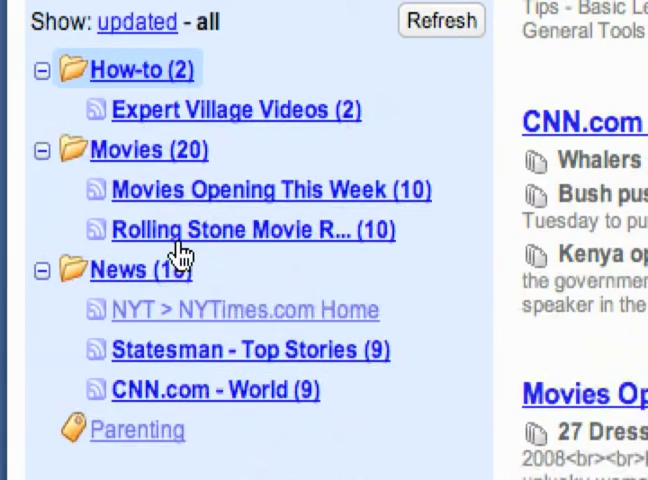 Show: updated - all
Refresh
How-to (2)
Expert Village Videos (2)
Movies (20)
Movies Opening This Week (10)
Rolling Stone Movie R... (10)
News (18)
NYT > NYTimes.com Home
Statesman - Top Stories (9)
CNN.com - World (9)
Parenting
Tips - Basic Le
General Tools
CNN.com
Whalers
Bush pus
Tuesday to pu
Kenya op
the governmen
speaker in the
Movies Op
27 Dress
2008<br><br>